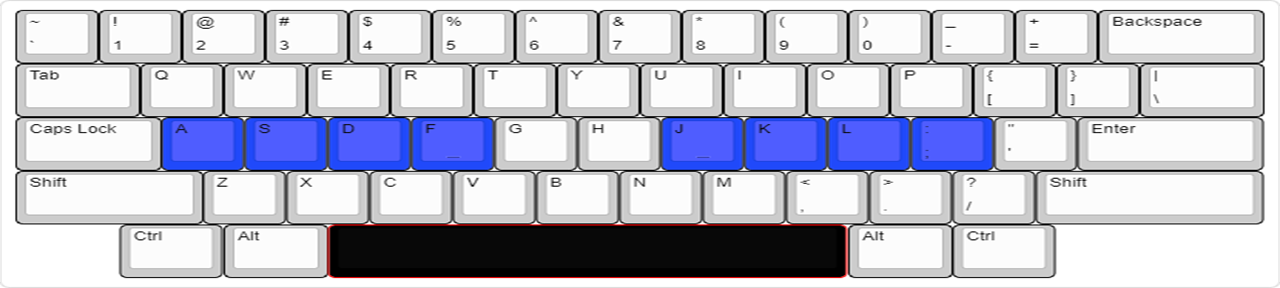 ~ ! @ # $ % ^ & * ( ) _ + Backspace
` 1 2 3 4 5 6 7 8 9 0 - =
Tab Q W E R T Y U I O P { } |
[ ] \
Caps Lock A S D F G H J K L : " Enter
_ _ ; '
Shift Z X C V B N M < > ? Shift
, . /
Ctrl Alt Alt Ctrl